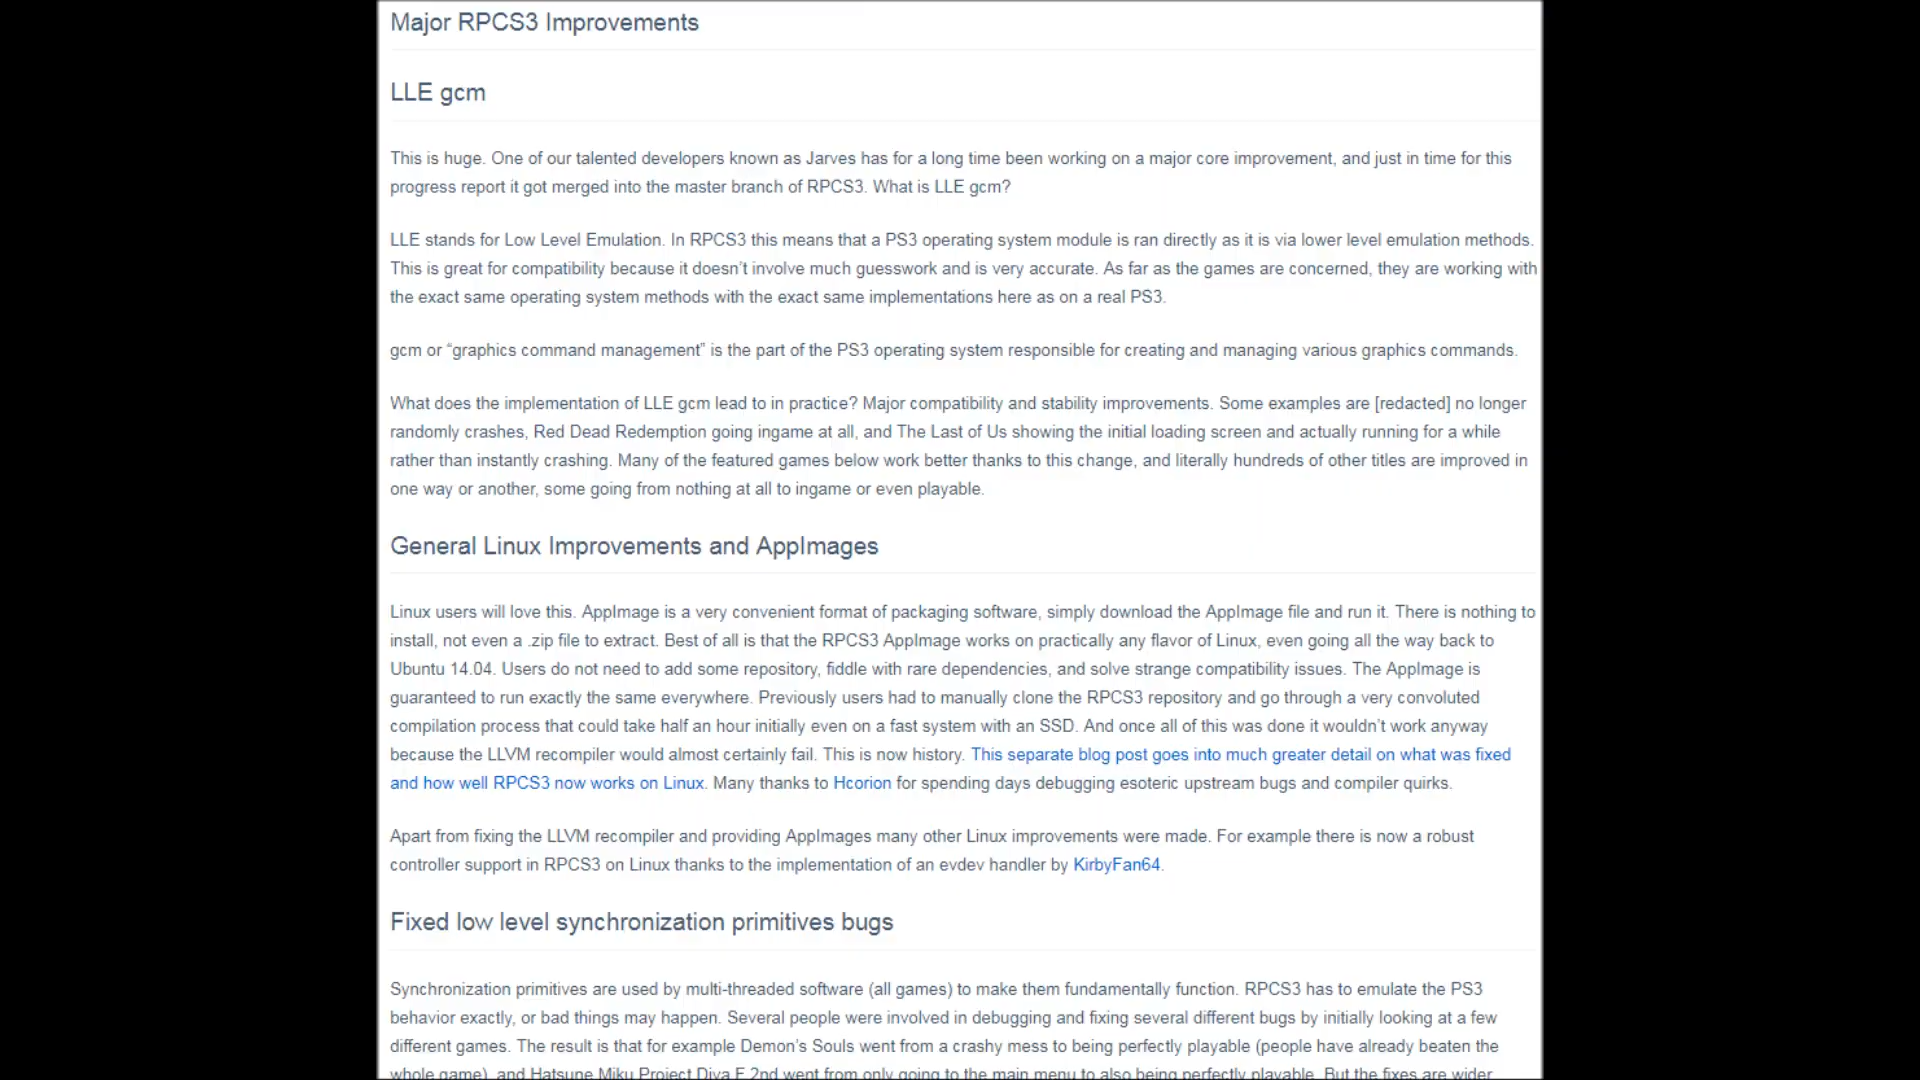 Major RPCS3 Improvements
LLE gcm
This is huge. One of our talented developers known as Jarves has for a long time been working on a major core improvement, and just in time for this
progress report it got merged into the master branch of RPCS3. What is LLE gcm?
LLE stands for Low Level Emulation. In RPCS3 this means that a PS3 operating system module is ran directly as it is via lower level emulation methods.
This is great for compatibility because it doesn’t involve much guesswork and is very accurate. As far as the games are concerned, they are working with
the exact same operating system methods with the exact same implementations here as on a real PS3.
gcm or “graphics command management” is the part of the PS3 operating system responsible for creating and managing various graphics commands.
What does the implementation of LLE gcm lead to in practice? Major compatibility and stability improvements. Some examples are [redacted] no longer
randomly crashes, Red Dead Redemption going ingame at all, and The Last of Us showing the initial loading screen and actually running for a while
rather than instantly crashing. Many of the featured games below work better thanks to this change, and literally hundreds of other titles are improved in
one way or another, some going from nothing at all to ingame or even playable.
General Linux Improvements and AppImages
Linux users will love this. AppImage is a very convenient format of packaging software, simply download the AppImage file and run it. There is nothing to
install, not even a .zip file to extract. Best of all is that the RPCS3 AppImage works on practically any flavor of Linux, even going all the way back to
Ubuntu 14.04. Users do not need to add some repository, fiddle with rare dependencies, and solve strange compatibility issues. The AppImage is
guaranteed to run exactly the same everywhere. Previously users had to manually clone the RPCS3 repository and go through a very convoluted
compilation process that could take half an hour initially even on a fast system with an SSD. And once all of this was done it wouldn’t work anyway
because the LLVM recompiler would almost certainly fail. This is now history. This separate blog post goes into much greater detail on what was fixed
and how well RPCS3 now works on Linux. Many thanks to Hcorion for spending days debugging esoteric upstream bugs and compiler quirks.
Apart from fixing the LLVM recompiler and providing AppImages many other Linux improvements were made. For example there is now a robust
controller support in RPCS3 on Linux thanks to the implementation of an evdev handler by KirbyFan64.
Fixed low level synchronization primitives bugs
Synchronization primitives are used by multi-threaded software (all games) to make them fundamentally function. RPCS3 has to emulate the PS3
behavior exactly, or bad things may happen. Several people were involved in debugging and fixing several different bugs by initially looking at a few
different games. The result is that for example Demon’s Souls went from a crashy mess to being perfectly playable (people have already beaten the
whole game), and Hatsune Miku Project Diva F 2nd went from only going to the main menu to also being perfectly playable. But the fixes are wider